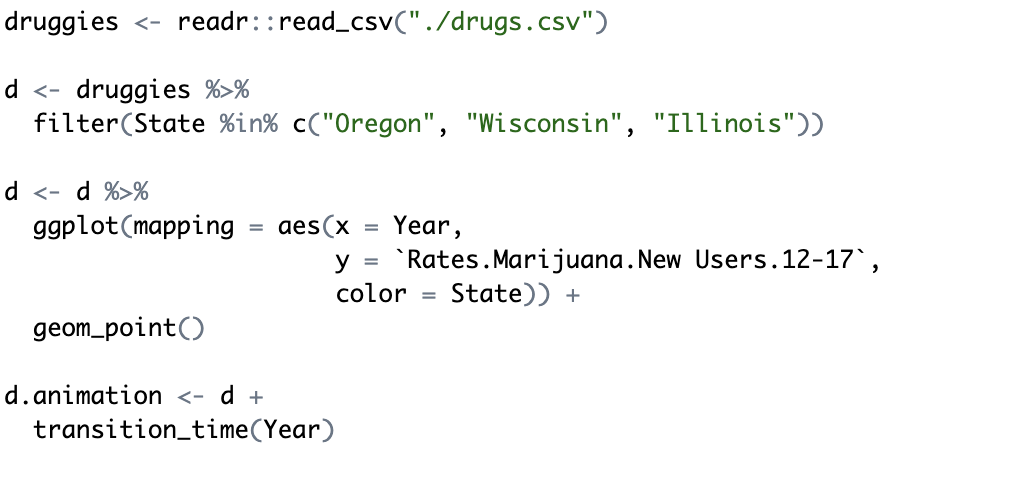 druggies <- readr::read_csv("./drugs.csv")
d <- druggies %>%
  filter(State %in% c("Oregon", "Wisconsin", "Illinois"))
d <- d %>%
  ggplot(mapping = aes(x = Year,
                       y = `Rates.Marijuana.New Users.12-17`,
                       color = State)) +
  geom_point()
d.animation <- d +
  transition_time(Year)